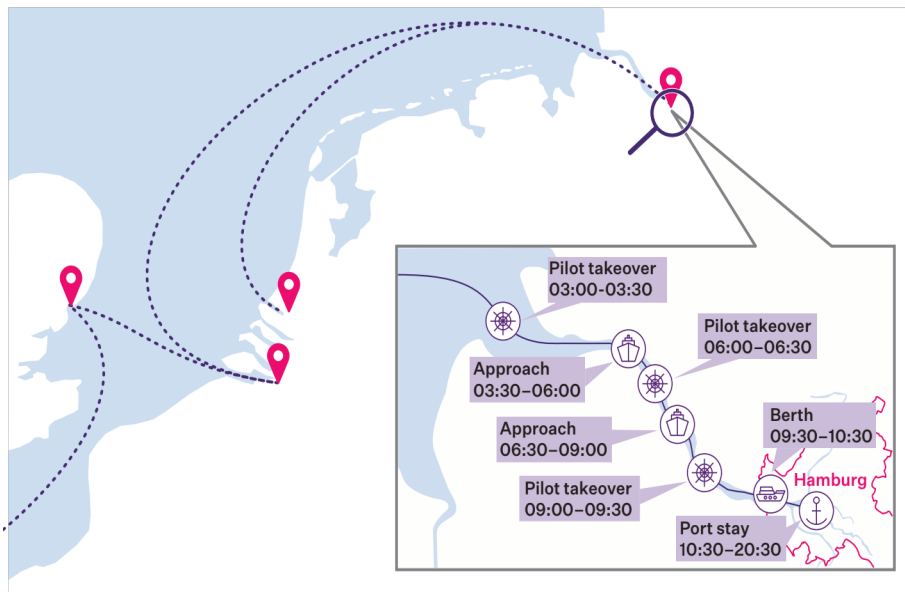 Pilot takeover
03:00-03:30
Pilot takeover
06:00–06:30
Approach
03:30–06:00
Berth
09:30–10:30
Approach
06:30–09:00
Hamburg
Pilot takeover
09:00–09:30
Port stay
10:30–20:30